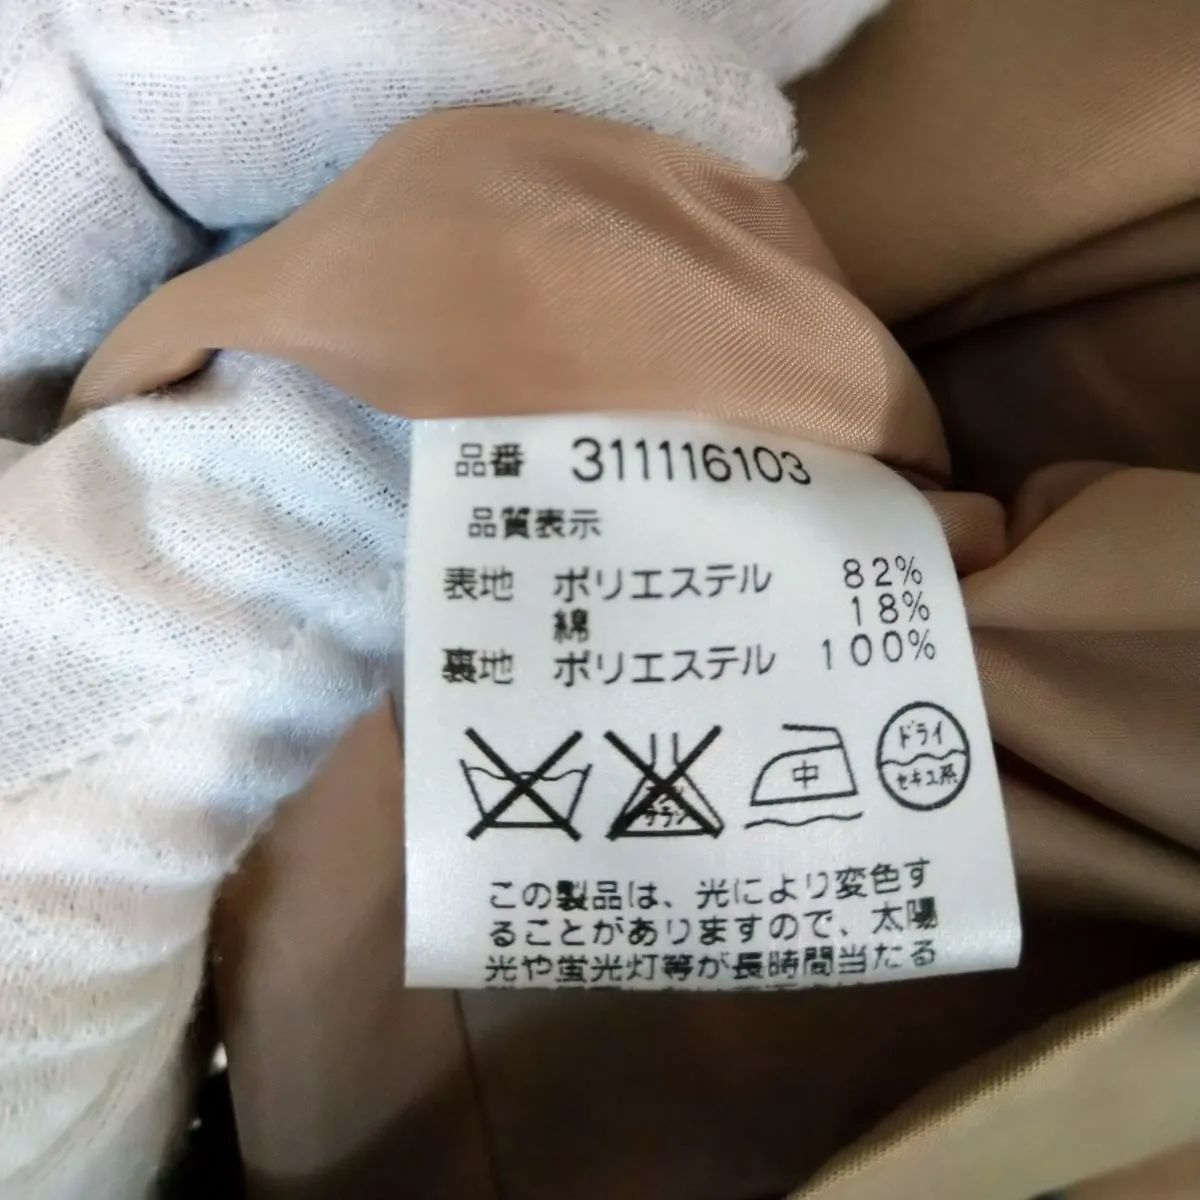 品番 311116103
品質表示
表地 ポリエステル 82%
綿 18%
裏地 ポリエステル 100%
中
ドライ
セキユ系
この製品は、光により変色す
ることがありますので、太陽
光や蛍光灯等が長時間当たる